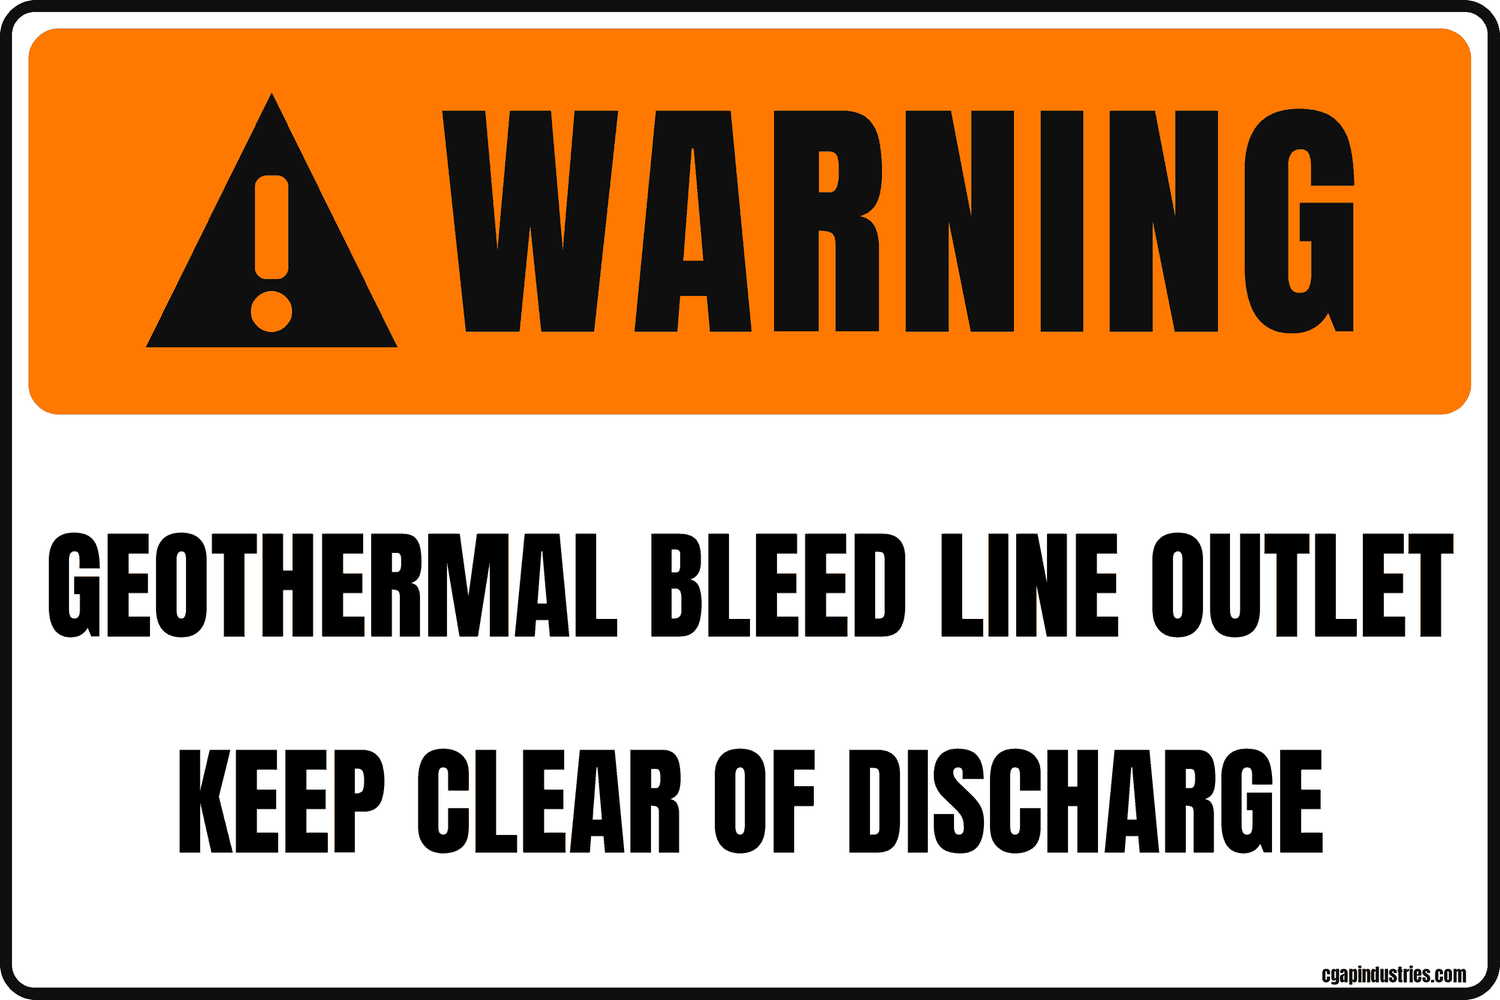 WARNING
GEOTHERMAL BLEED LINE OUTLET
KEEP CLEAR OF DISCHARGE
cgapindustries.com